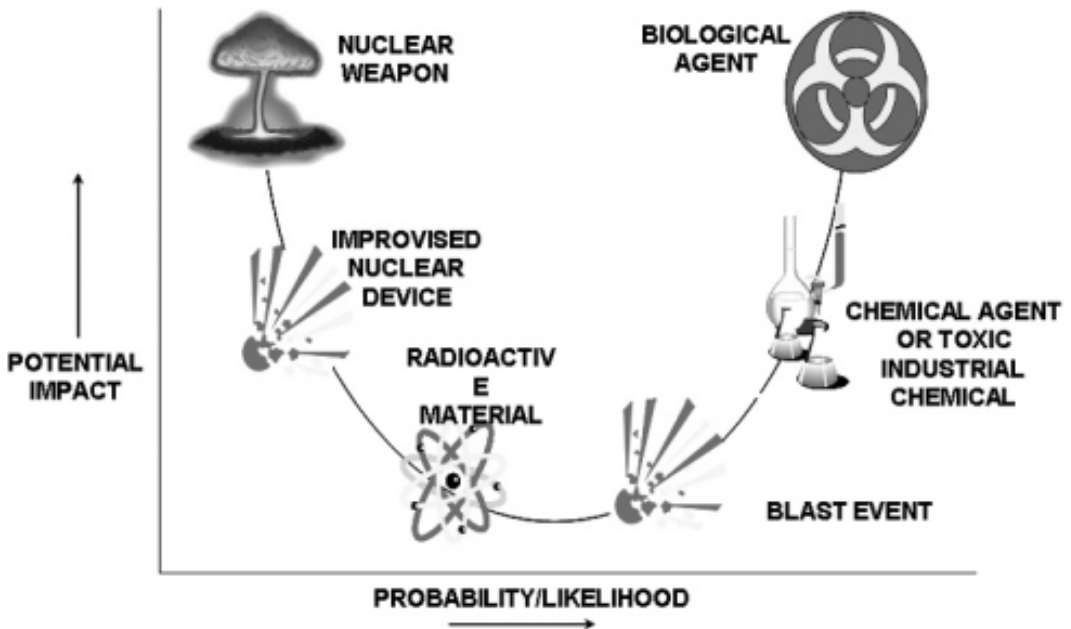 NUCLEAR
WEAPON
BIOLOGICAL
AGENT
IMPROVISED
NUCLEAR
DEVICE
RADIOACTIV
E
MATERIAL
CHEMICAL AGENT
OR TOXIC
INDUSTRIAL
CHEMICAL
POTENTIAL
IMPACT
BLAST EVENT
PROBABILITY/LIKELIHOOD